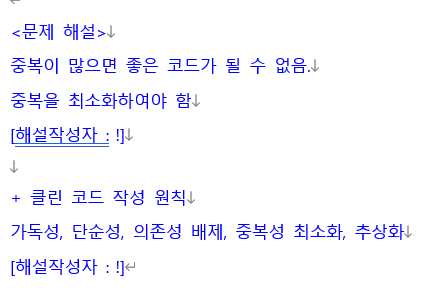 <문제 해설>↓
중복이 많으면 좋은 코드가 될 수 없음.↓
중복을 최소화하여야 함↓
[해설작성자 : !]↓
↓
+ 클린 코드 작성 원칙↓
가독성, 단순성, 의존성 배제, 중복성 최소화, 추상화↓
[해설작성자 : !]↵